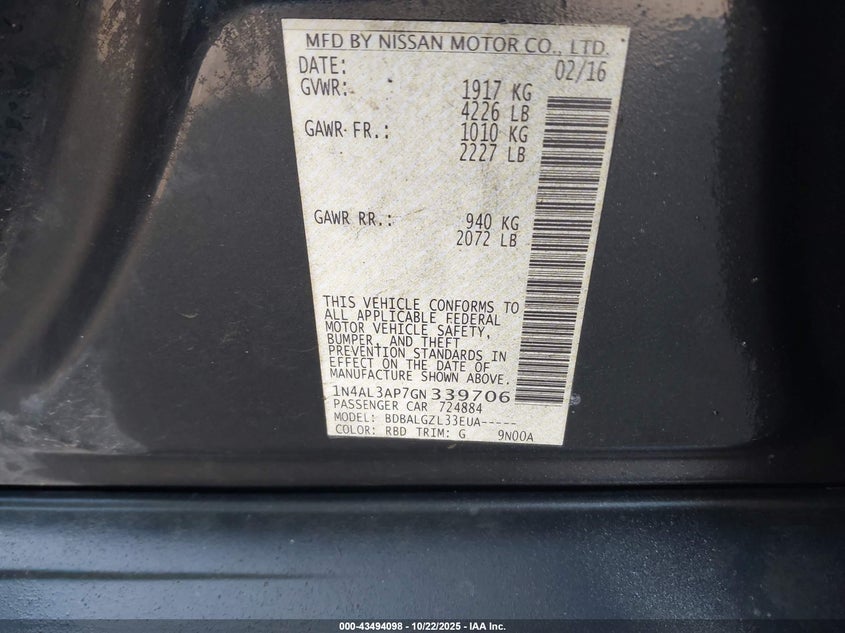 MFD BY NISSAN MOTOR CO., LTD.
DATE: 02/16
GVWR: 1917 KG
4226 LB
GAWR FR.: 1010 KG
2227 LB
GAWR RR.: 940 KG
2072 LB
THIS VEHICLE CONFORMS TO
ALL APPLICABLE FEDERAL
MOTOR VEHICLE SAFETY,
BUMPER, AND THEFT
PREVENTION STANDARDS IN
EFFECT ON THE DATE OF
MANUFACTURE SHOWN ABOVE.
1N4AL3AP7GN 339706
PASSENGER CAR 724884
MODEL: BDBALGZL33EUA-----
COLOR: RBD TRIM: G 9N00A
000-43494098 - 10/22/2025 - IAA Inc.